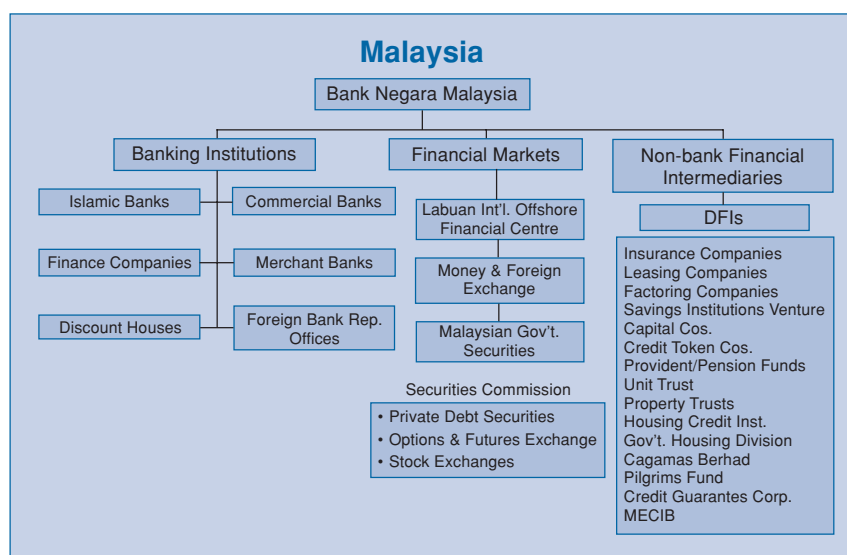 Malaysia
Bank Negara Malaysia
Banking Institutions
Islamic Banks
Commercial Banks
Finance Companies
Merchant Banks
Discount Houses
Foreign Bank Rep.
Offices
Financial Markets
Labuan Int'l. Offshore
Financial Centre
Money & Foreign
Exchange
Malaysian Gov't.
Securities
Securities Commission
• Private Debt Securities
• Options & Futures Exchange
• Stock Exchanges
Non-bank Financial
Intermediaries
DFIs
Insurance Companies
Leasing Companies
Factoring Companies
Savings Institutions Venture
Capital Cos.
Credit Token Cos.
Provident/Pension Funds
Unit Trust
Property Trusts
Housing Credit Inst.
Gov't. Housing Division
Cagamas Berhad
Pilgrims Fund
Credit Guarantes Corp.
MECIB